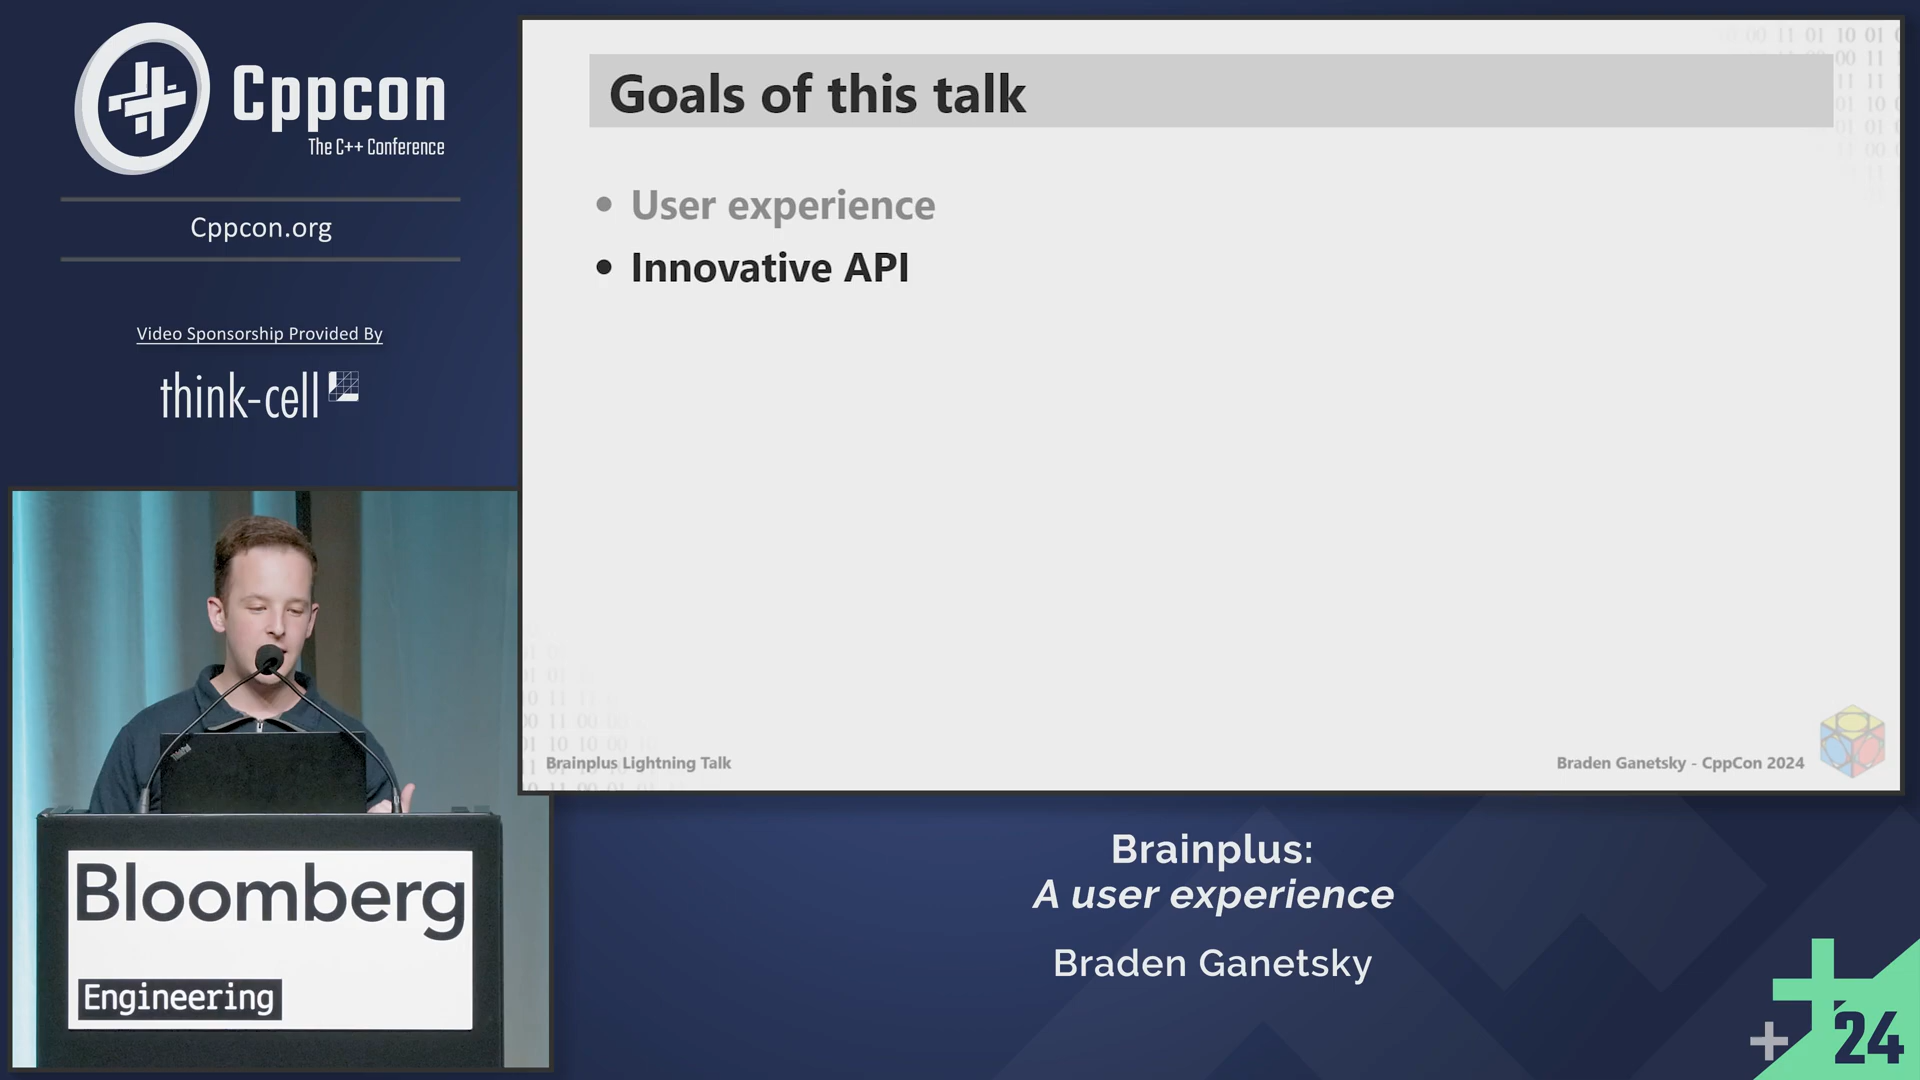 Cppcon
The C++ Conference
Cppcon.org
Video Sponsorship Provided By
think-cell
Goals of this talk
• User experience
• Innovative API
Brainplus Lightning Talk
Braden Ganetsky - CppCon 2024
ThinkPad
Bloomberg
Engineering
Brainplus:
A user experience
Braden Ganetsky
24